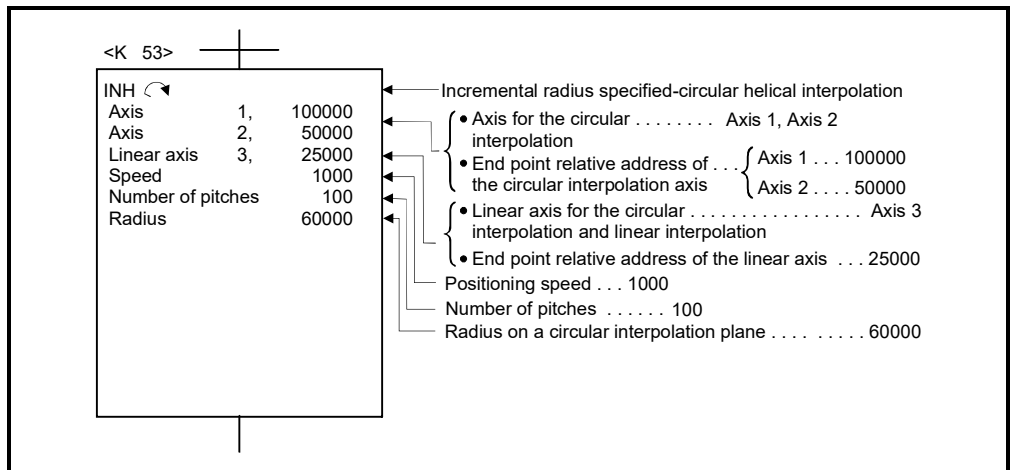 <K 53>
INH
Axis 1, 100000
Axis 2, 50000
Linear axis 3, 25000
Speed 1000
Number of pitches 100
Radius 60000
Incremental radius specified-circular helical interpolation
• Axis for the circular . . . . . . . . Axis 1, Axis 2
interpolation
• End point relative address of . . .
the circular interpolation axis
Axis 1 . . . 100000
Axis 2 . . . . 50000
• Linear axis for the circular . . . . . . . . . . . . . . . . . Axis 3
interpolation and linear interpolation
• End point relative address of the linear axis . . . 25000
Positioning speed . . . 1000
Number of pitches . . . . . . 100
Radius on a circular interpolation plane . . . . . . . . . . 60000